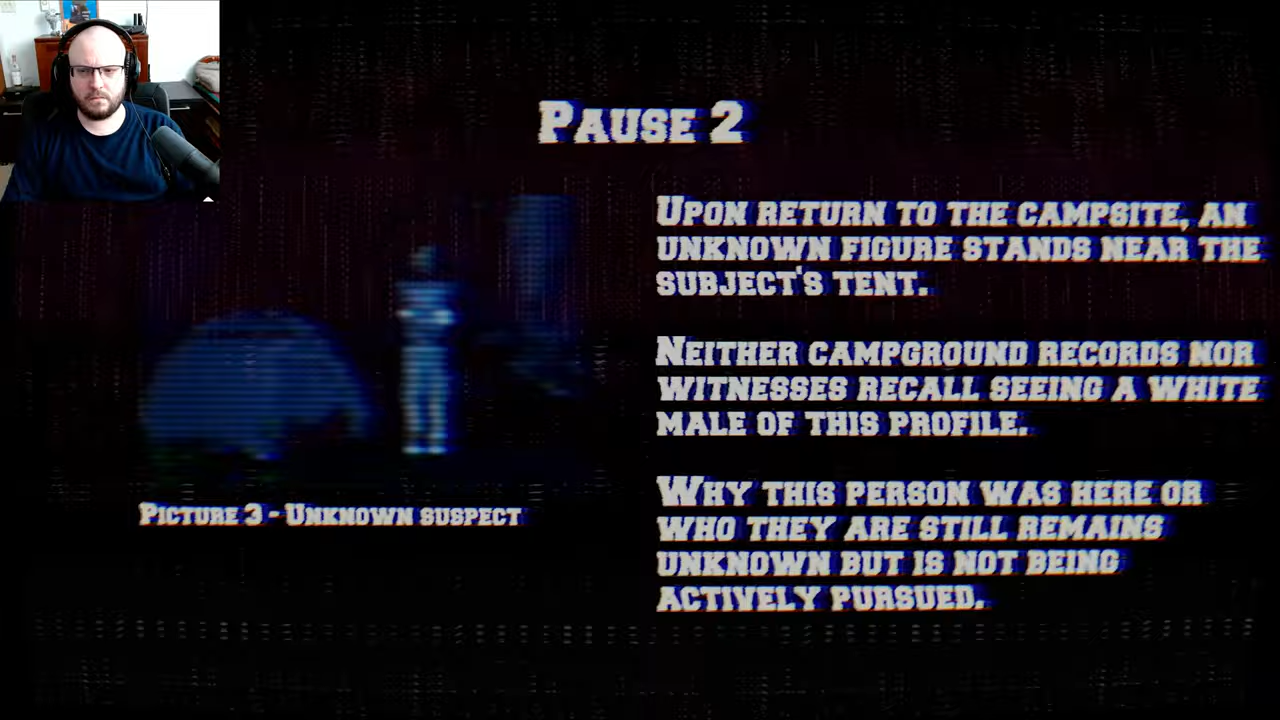 PAUSE 2
UPON RETURN TO THE CAMPSITE, AN
UNKNOWN FIGURE STANDS NEAR THE
SUBJECT'S TENT.
NEITHER CAMPGROUND RECORDS NOR
WITNESSES RECALL SEEING A WHITE
MALE OF THIS PROFILE.
WHY THIS PERSON WAS HERE OR
WHO THEY ARE STILL REMAINS
UNKNOWN BUT IS NOT BEING
ACTIVELY PURSUED.
PICTURE 3 - UNKNOWN SUSPECT